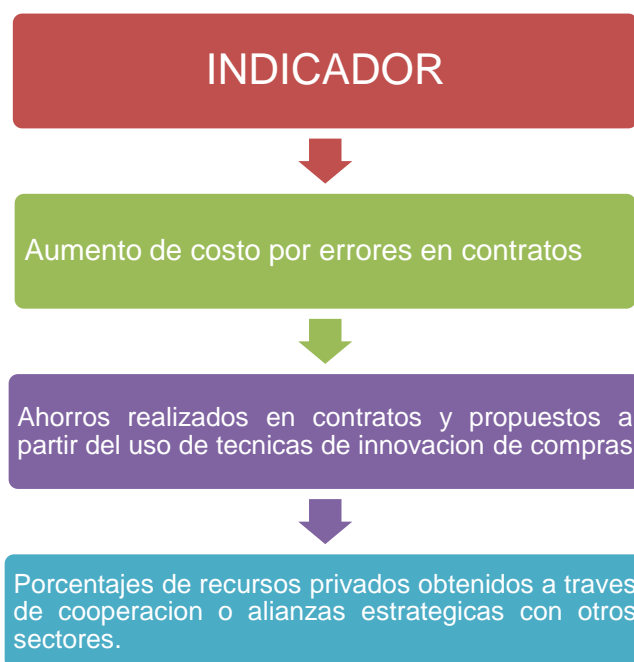 INDICADOR
Aumento de costo por errores en contratos
Ahorros realizados en contratos y propuestos a
partir del uso de tecnicas de innovacion de compras
Porcentajes de recursos privados obtenidos a traves
de cooperacion o alianzas estrategicas con otros
sectores.